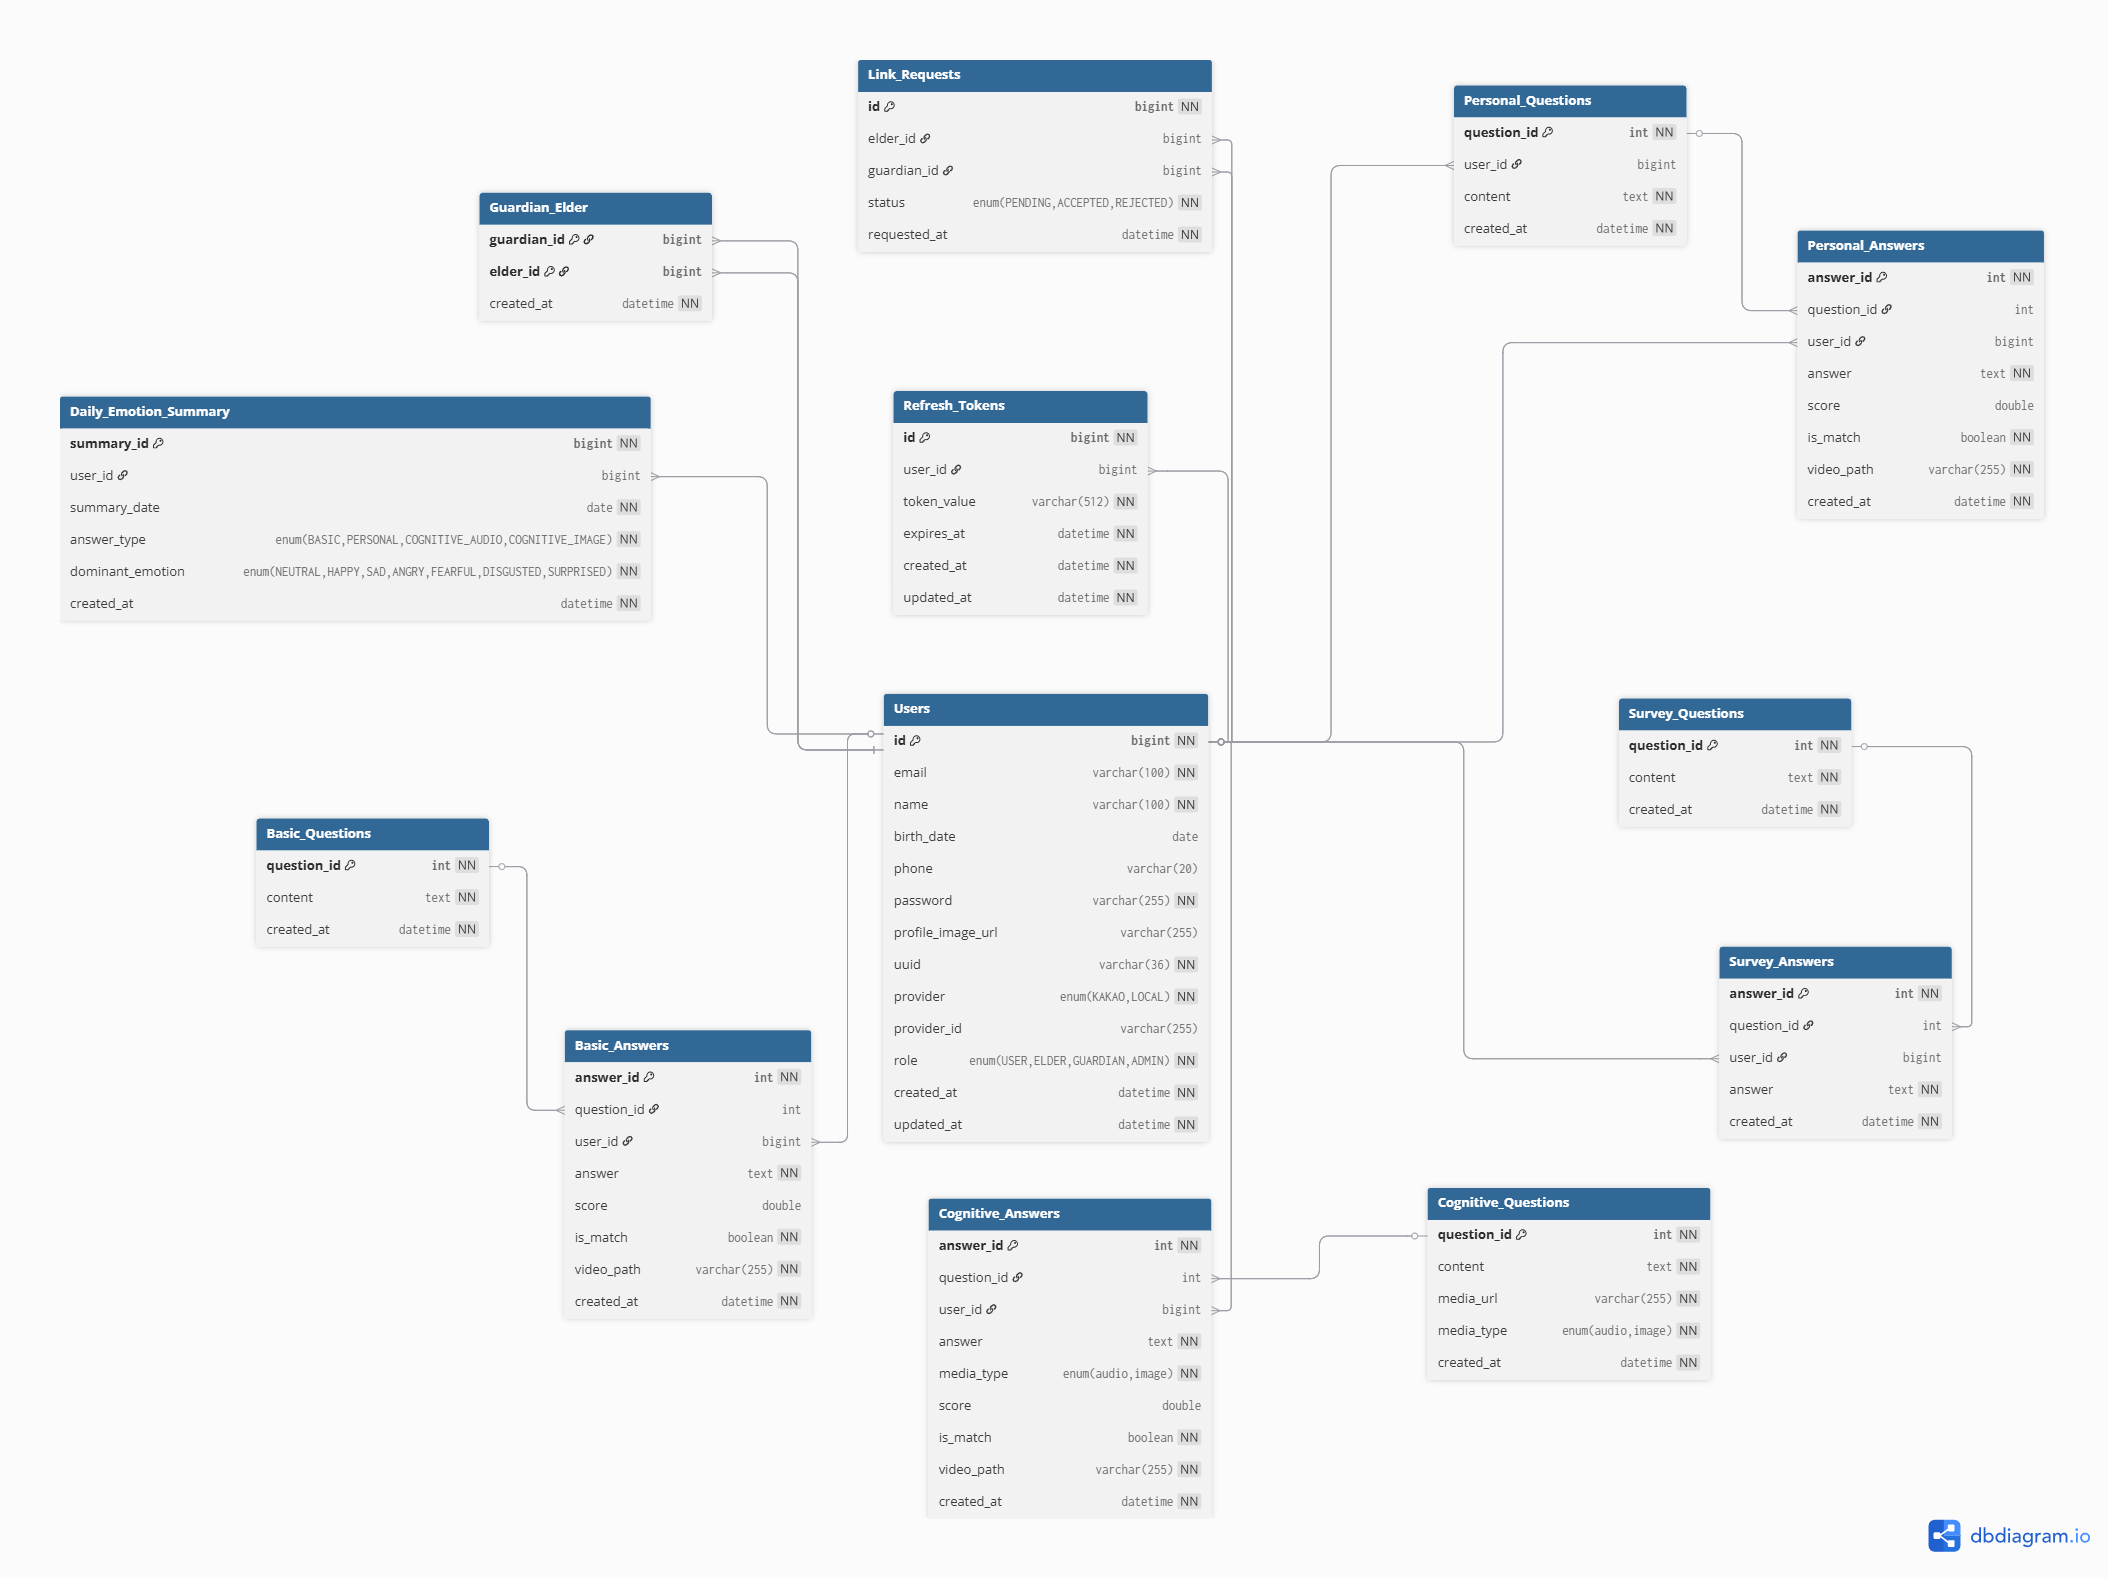 Link_Requests
id bigint NN
elder_id bigint
guardian_id bigint
status enum(PENDING,ACCEPTED,REJECTED) NN
requested_at datetime NN
Personal_Questions
question_id int NN
user_id bigint
content text NN
created_at datetime NN
Guardian_Elder
guardian_id bigint
elder_id bigint
created_at datetime NN
Personal_Answers
answer_id int NN
question_id int
user_id bigint
answer text NN
score double
is_match boolean NN
video_path varchar(255) NN
created_at datetime NN
Daily_Emotion_Summary
summary_id bigint NN
user_id bigint
summary_date date NN
answer_type enum(BASIC,PERSONAL,COGNITIVE_AUDIO,COGNITIVE_IMAGE) NN
dominant_emotion enum(NEUTRAL,HAPPY,SAD,ANGRY,FEARFUL,DISGUSTED,SURPRISED) NN
created_at datetime NN
Refresh_Tokens
id bigint NN
user_id bigint
token_value varchar(512) NN
expires_at datetime NN
created_at datetime NN
updated_at datetime NN
Users
id bigint NN
email varchar(100) NN
name varchar(100) NN
birth_date date
phone varchar(20)
password varchar(255) NN
profile_image_url varchar(255)
uuid varchar(36) NN
provider enum(KAKAO,LOCAL) NN
provider_id varchar(255)
role enum(USER,ELDER,GUARDIAN,ADMIN) NN
created_at datetime NN
updated_at datetime NN
Survey_Questions
question_id int NN
content text NN
created_at datetime NN
Basic_Questions
question_id int NN
content text NN
created_at datetime NN
Survey_Answers
answer_id int NN
question_id int
user_id bigint
answer text NN
created_at datetime NN
Basic_Answers
answer_id int NN
question_id int
user_id bigint
answer text NN
score double
is_match boolean NN
video_path varchar(255) NN
created_at datetime NN
Cognitive_Answers
answer_id int NN
question_id int
user_id bigint
answer text NN
media_type enum(audio,image) NN
score double
is_match boolean NN
video_path varchar(255) NN
created_at datetime NN
Cognitive_Questions
question_id int NN
content text NN
media_url varchar(255) NN
media_type enum(audio,image) NN
created_at datetime NN
dbdiagram.io